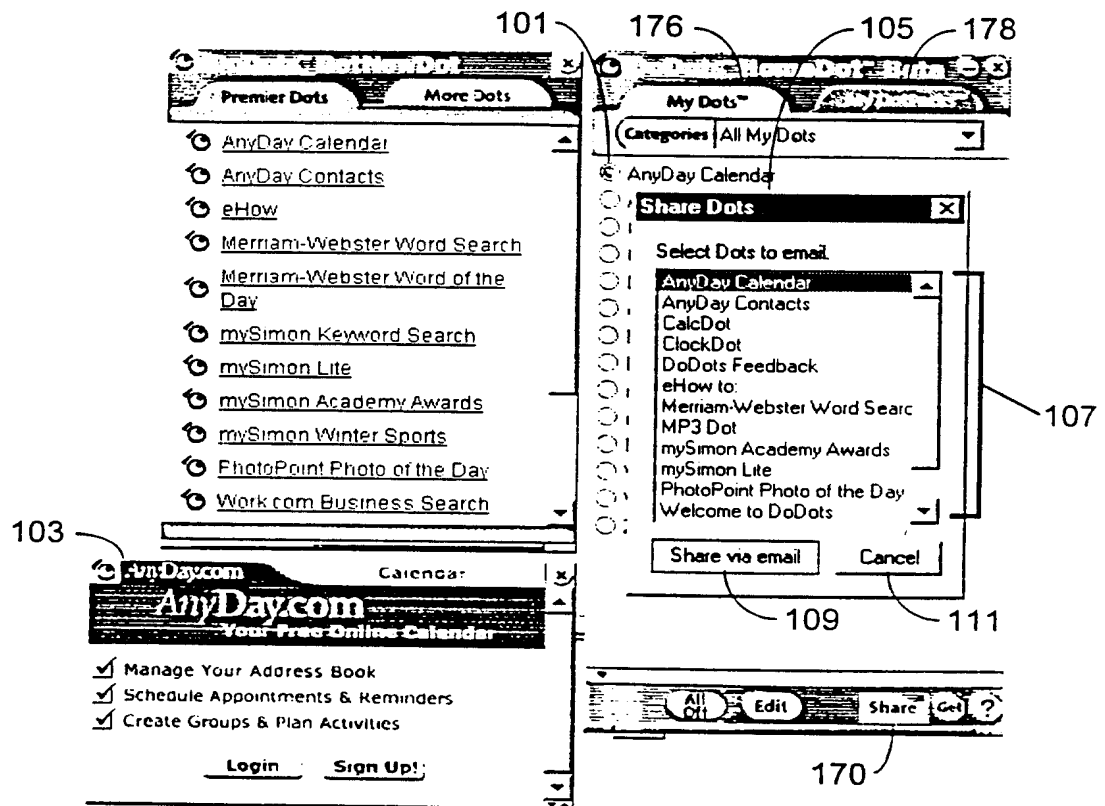 101
176
105
178
Premier Dots
More Dots
AnyDay Calendar
AnyDay Contacts
eHow
Merriam-Webster Word Search
Merriam-Webster Word of the
Day
mySimon Keyword Search
mySimon Lite
mySimon Academy Awards
mySimon Winter Sports
PhotoPoint Photo of the Day
Work.com Business Search
My Dots™
Categories
All My Dots
AnyDay Calendar
Share Dots
Select Dots to email.
AnyDay Calendar
AnyDay Contacts
CalcDot
ClockDot
DoDots Feedback
eHow to:
Merriam-Webster Word Searc
MP3 Dot
mySimon Academy Awards
mySimon Lite
PhotoPoint Photo of the Day
Welcome to DoDots
107
Share via email
Cancel
109
111
103
AnyDay.com
Calendar
AnyDay.com
Your Free Online Calendar
Manage Your Address Book
Schedule Appointments & Reminders
Create Groups & Plan Activities
Login
Sign Up!
All
Off
Edit
Share
Get
?
170